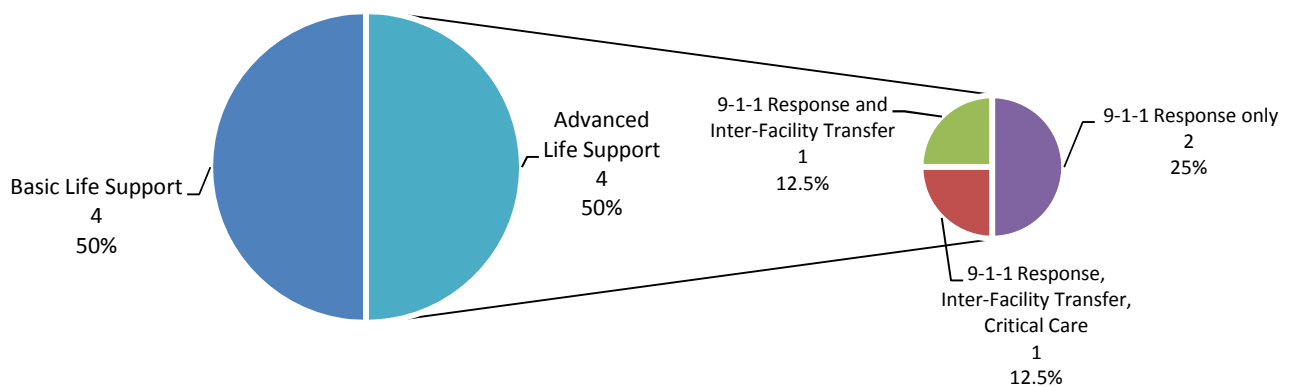 Basic Life Support
4
50%
Advanced
Life Support
4
50%
9-1-1 Response and
Inter-Facility Transfer
1
12.5%
9-1-1 Response only
2
25%
9-1-1 Response,
Inter-Facility Transfer,
Critical Care
1
12.5%